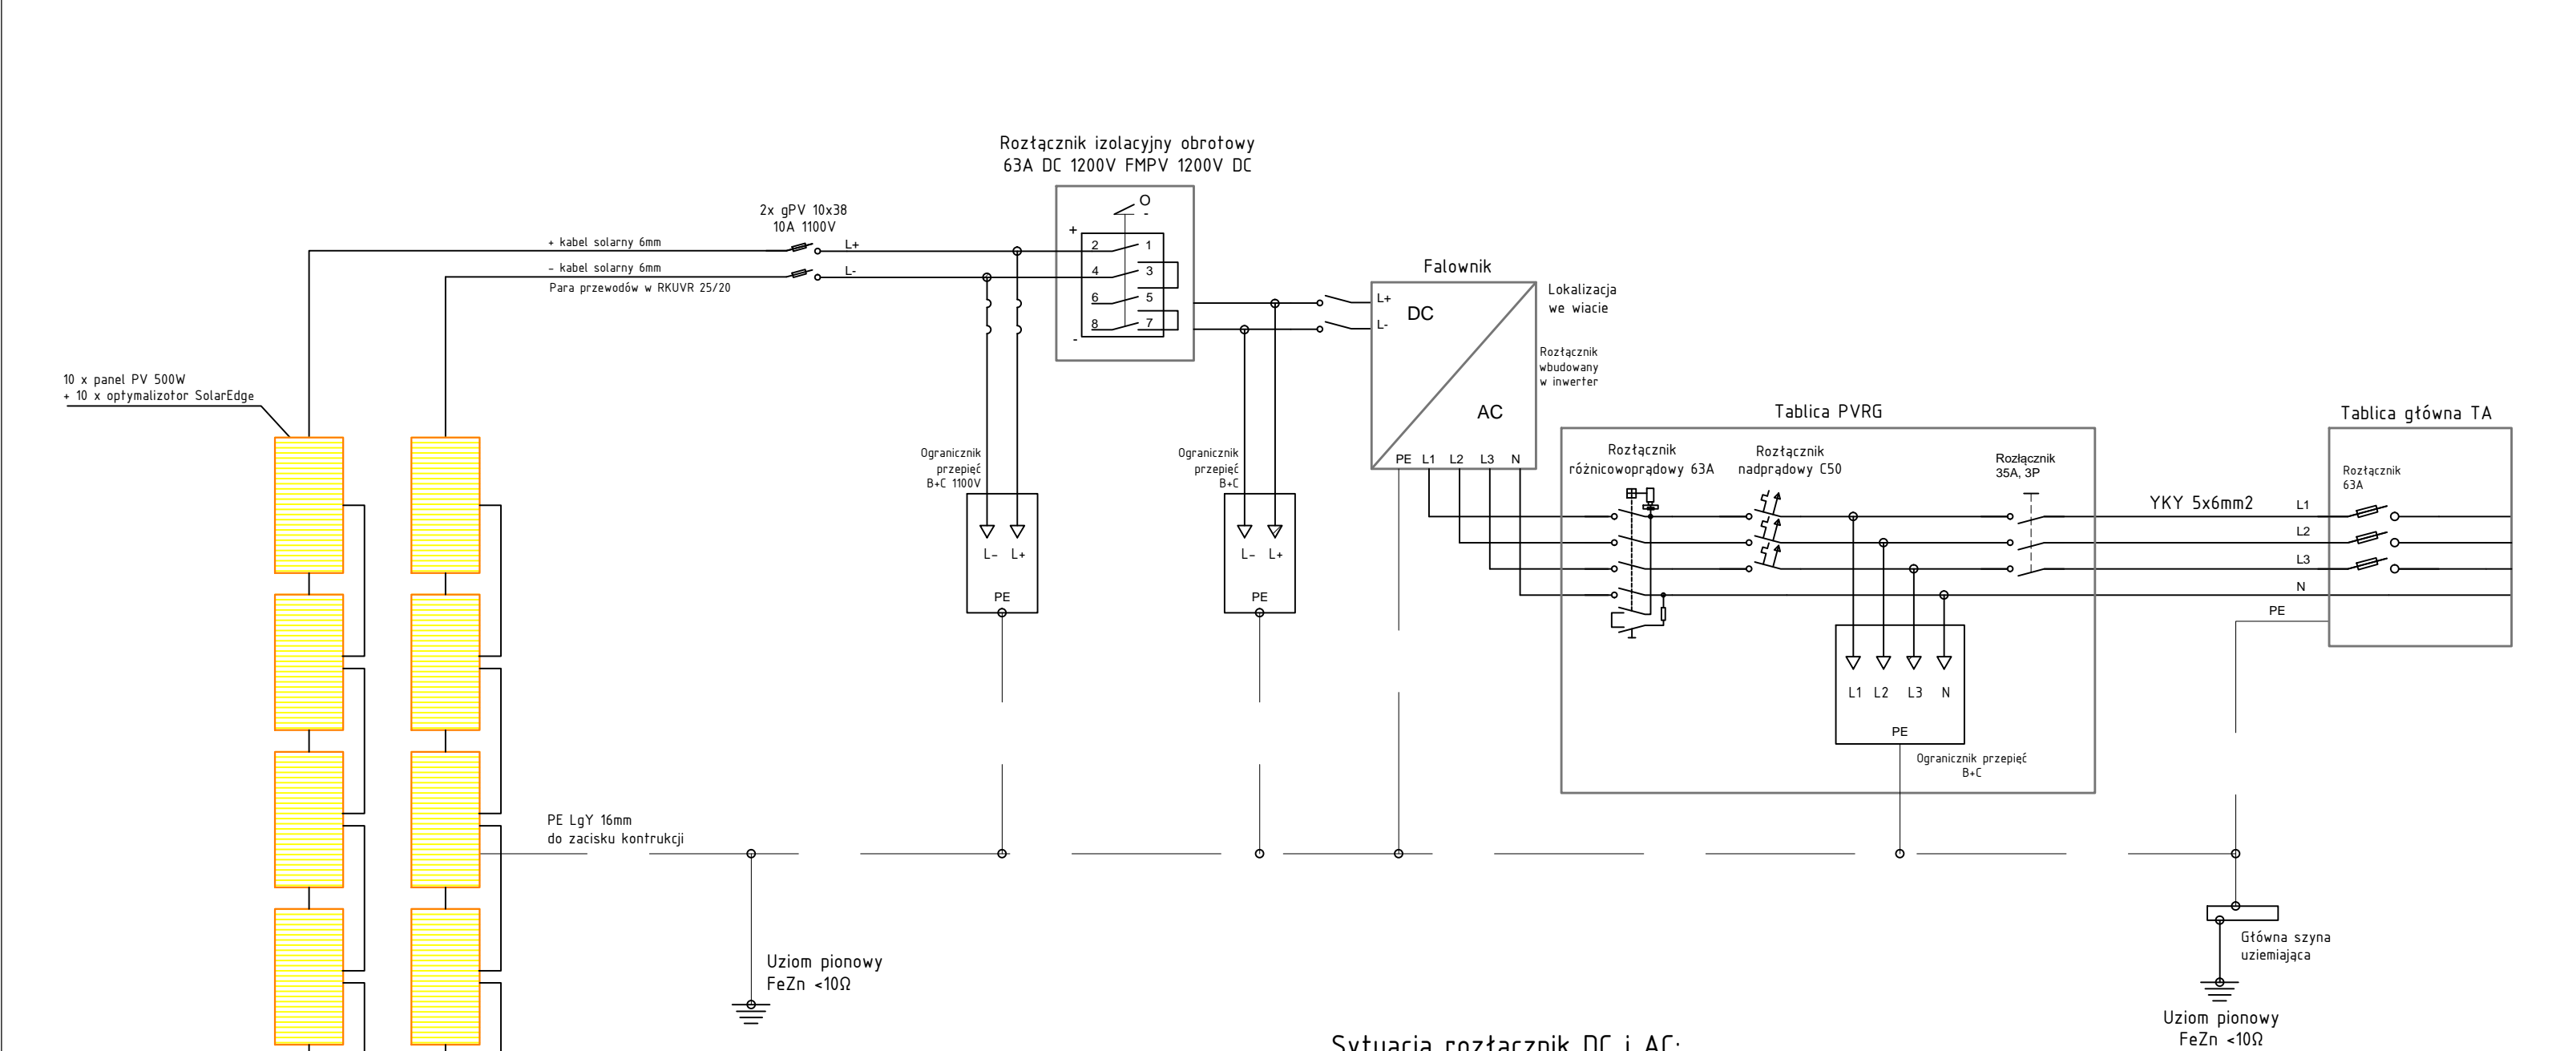 Rozłącznik izolacyjny obrotowy
63A DC 1200V FMPV 1200V DC
2x gPV 10x38
10A 1100V
+ kabel solarny 6mm
L+
- kabel solarny 6mm
L-
Para przewodów w RKUVR 25/20
O
-
+
2 1
4 3
6 5
8 7
-
Falownik
L+
DC
L-
AC
PE L1 L2 L3 N
Lokalizacja
we wiacie
Rozłącznik
wbudowany
w inwerter
10 x panel PV 500W
+ 10 x optymalizotor SolarEdge
Ogranicznik
przepięć
B+C 1100V
L- L+
PE
Ogranicznik
przepięć
B+C
L- L+
PE
Tablica PVRG
Rozłącznik
różnicowoprądowy 63A
Rozłącznik
nadprądowy C50
Rozłącznik
35A, 3P
L1 L2 L3 N
PE
Ogranicznik przepięć
B+C
YKY 5x6mm2
L1
L2
L3
N
PE
Tablica główna TA
Rozłącznik
63A
PE LgY 16mm
do zacisku kontrukcji
Uziom pionowy
FeZn <10Ω
Główna szyna
uziemiająca
Uziom pionowy
FeZn <10Ω
Sytuacja rozłącznik DC i AC: